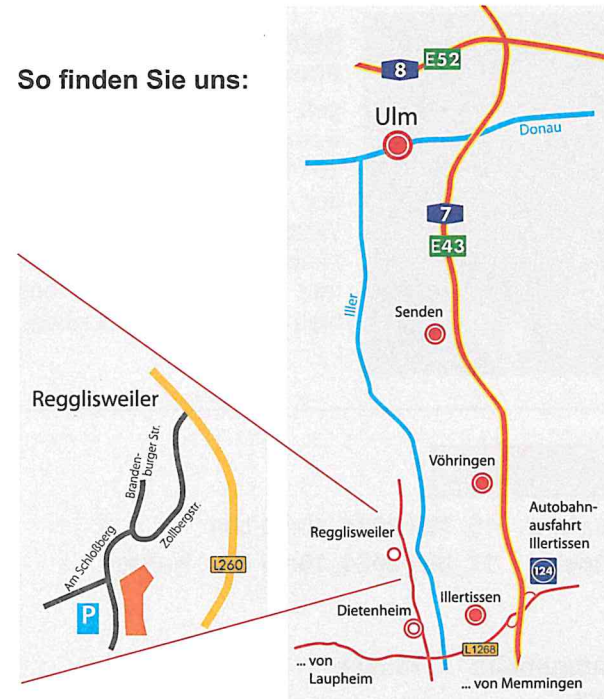 So finden Sie uns:
8
E52
Ulm
Donau
7
E43
Iller
Senden
Regglisweiler
Branden-
burger Str.
Zollbergstr.
Am Schloßberg
P
L260
Vöhringen
Autobahn-
ausfahrt
Illertissen
124
Regglisweiler
Dietenheim
Illertissen
L1268
... von
Laupheim
... von Memmingen